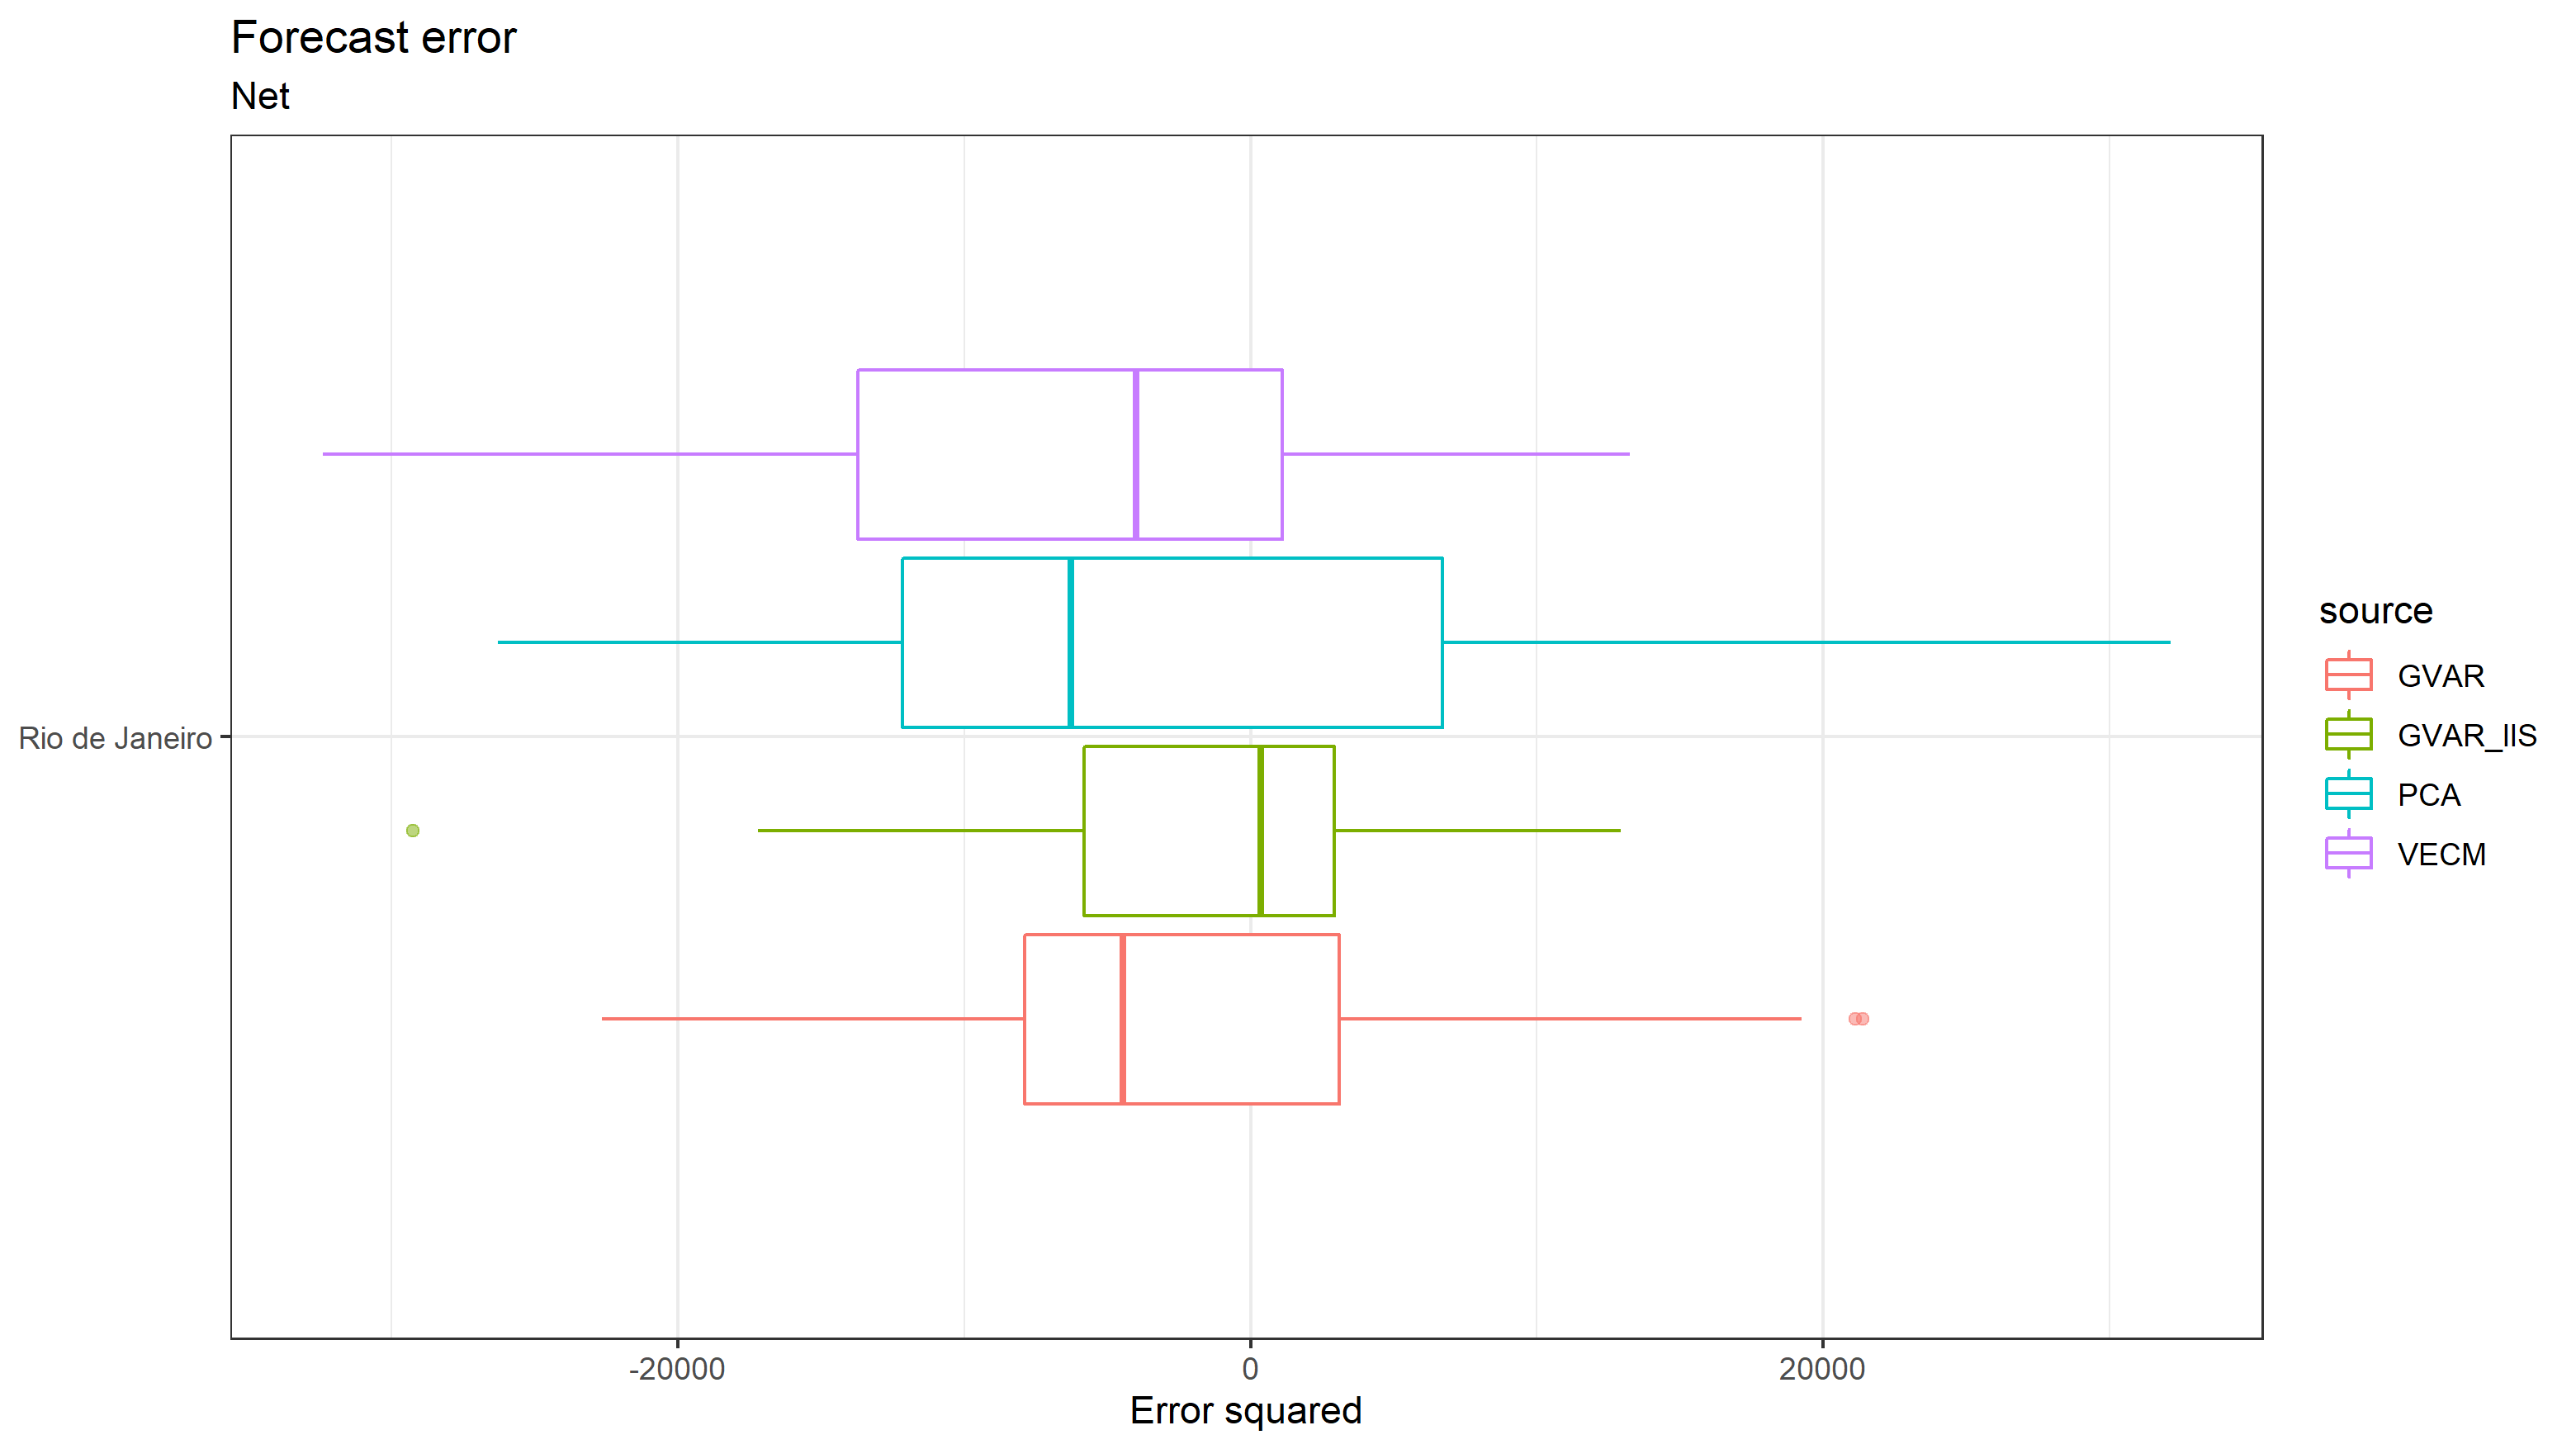 Forecast error
Net
Rio de Janeiro
-20000
0
20000
Error squared
source
GVAR
GVAR_IIS
PCA
VECM